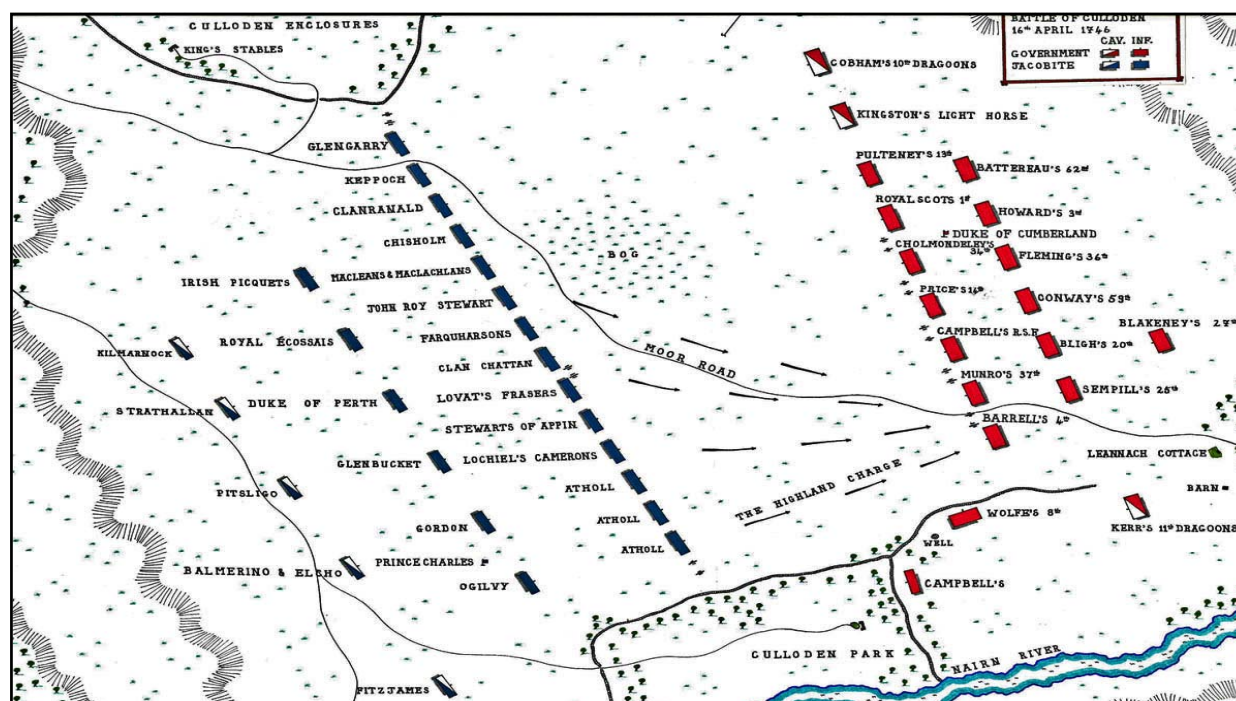 CULLODEN ENCLOSURES
KING'S STABLES
BATTLE OF CULLODEN
16th APRIL 1746
CAV. INF.
GOVERNMENT
JACOBITE
COBHAM'S 10th DRAGOONS
KINGSTON'S LIGHT HORSE
GLENGARRY
KEPPOCH
CLANRANALD
CHISHOLM
MACLEANS & MACLACHLANS
JOHN ROY STEWART
FARQUHARSONS
CLAN CHATTAN
LOVAT'S FRASERS
STEWARTS OF APPIN
LOCHIEL'S CAMERONS
ATHOLL
ATHOLL
ATHOLL
IRISH PICQUETS
ROYAL ECOSSAIS
DUKE OF PERTH
GLENBUCKET
GORDON
OGILVY
PRINCE CHARLES
KILMARNOCK
STRATHALLAN
PITSLIGO
BALMERINO & ELCHO
FITZJAMES
BOG
MOOR ROAD
THE HIGHLAND CHARGE
PULTENEY'S 13th
ROYAL SCOTS 1st
CHOLMONDELEY'S
34th
PRICE'S 14th
CAMPBELL'S R.S.F.
MUNRO'S 37th
BARRELL'S 4th
BATTEREAU'S 62nd
HOWARD'S 3rd
DUKE OF CUMBERLAND
FLEMING'S 36th
CONWAY'S 59th
BLIGH'S 20th
SEMPILL'S 25th
BLAKENEY'S 27th
LEANNACH COTTAGE
BARN
KERR'S 11th DRAGOONS
WOLFE'S 8th
WELL
CAMPBELL'S
CULLODEN PARK
NAIRN RIVER